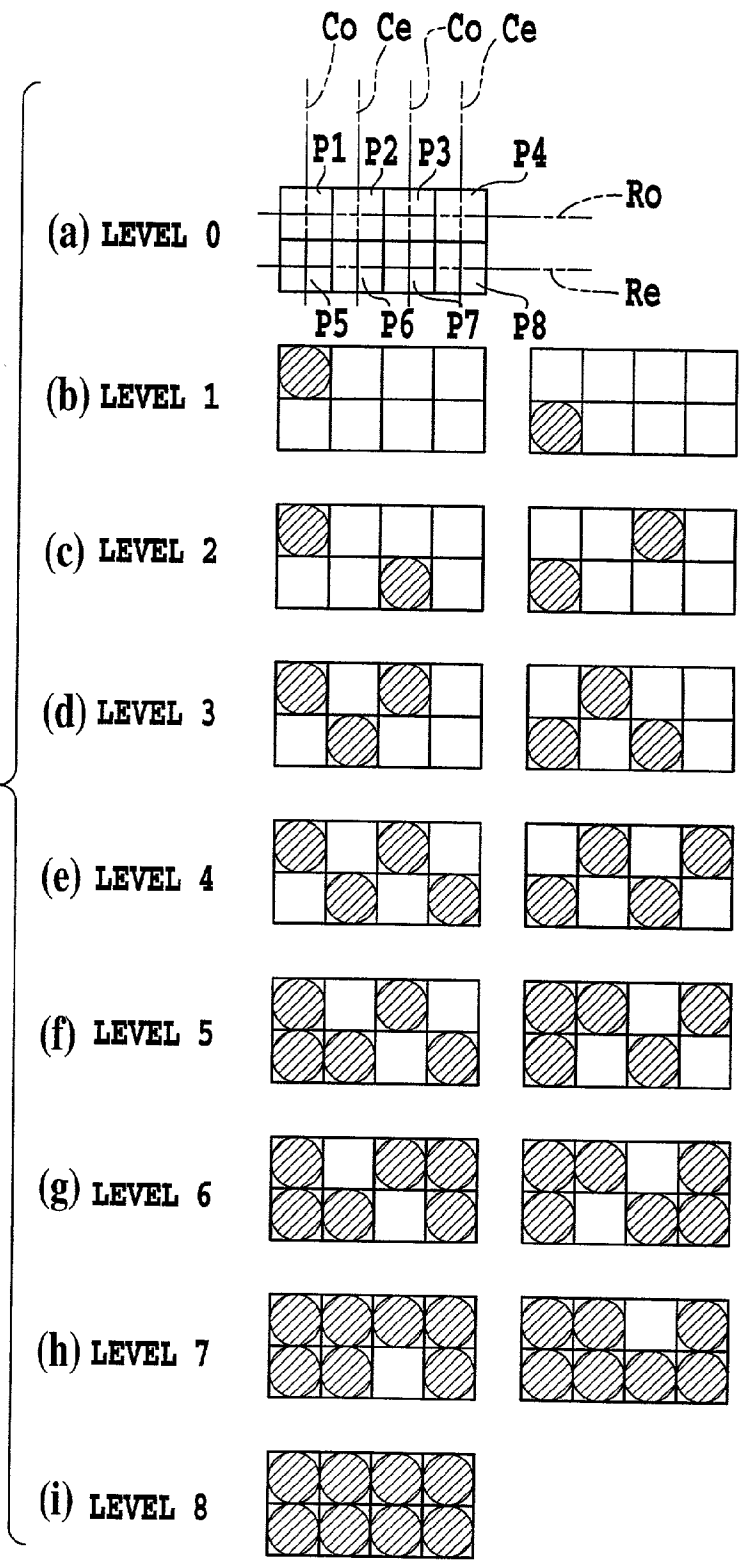 Co Ce Co Ce
P1 P2 P3 P4
Ro
(a) LEVEL 0
Re
P5 P6 P7 P8
(b) LEVEL 1
(c) LEVEL 2
(d) LEVEL 3
(e) LEVEL 4
(f) LEVEL 5
(g) LEVEL 6
(h) LEVEL 7
(i) LEVEL 8